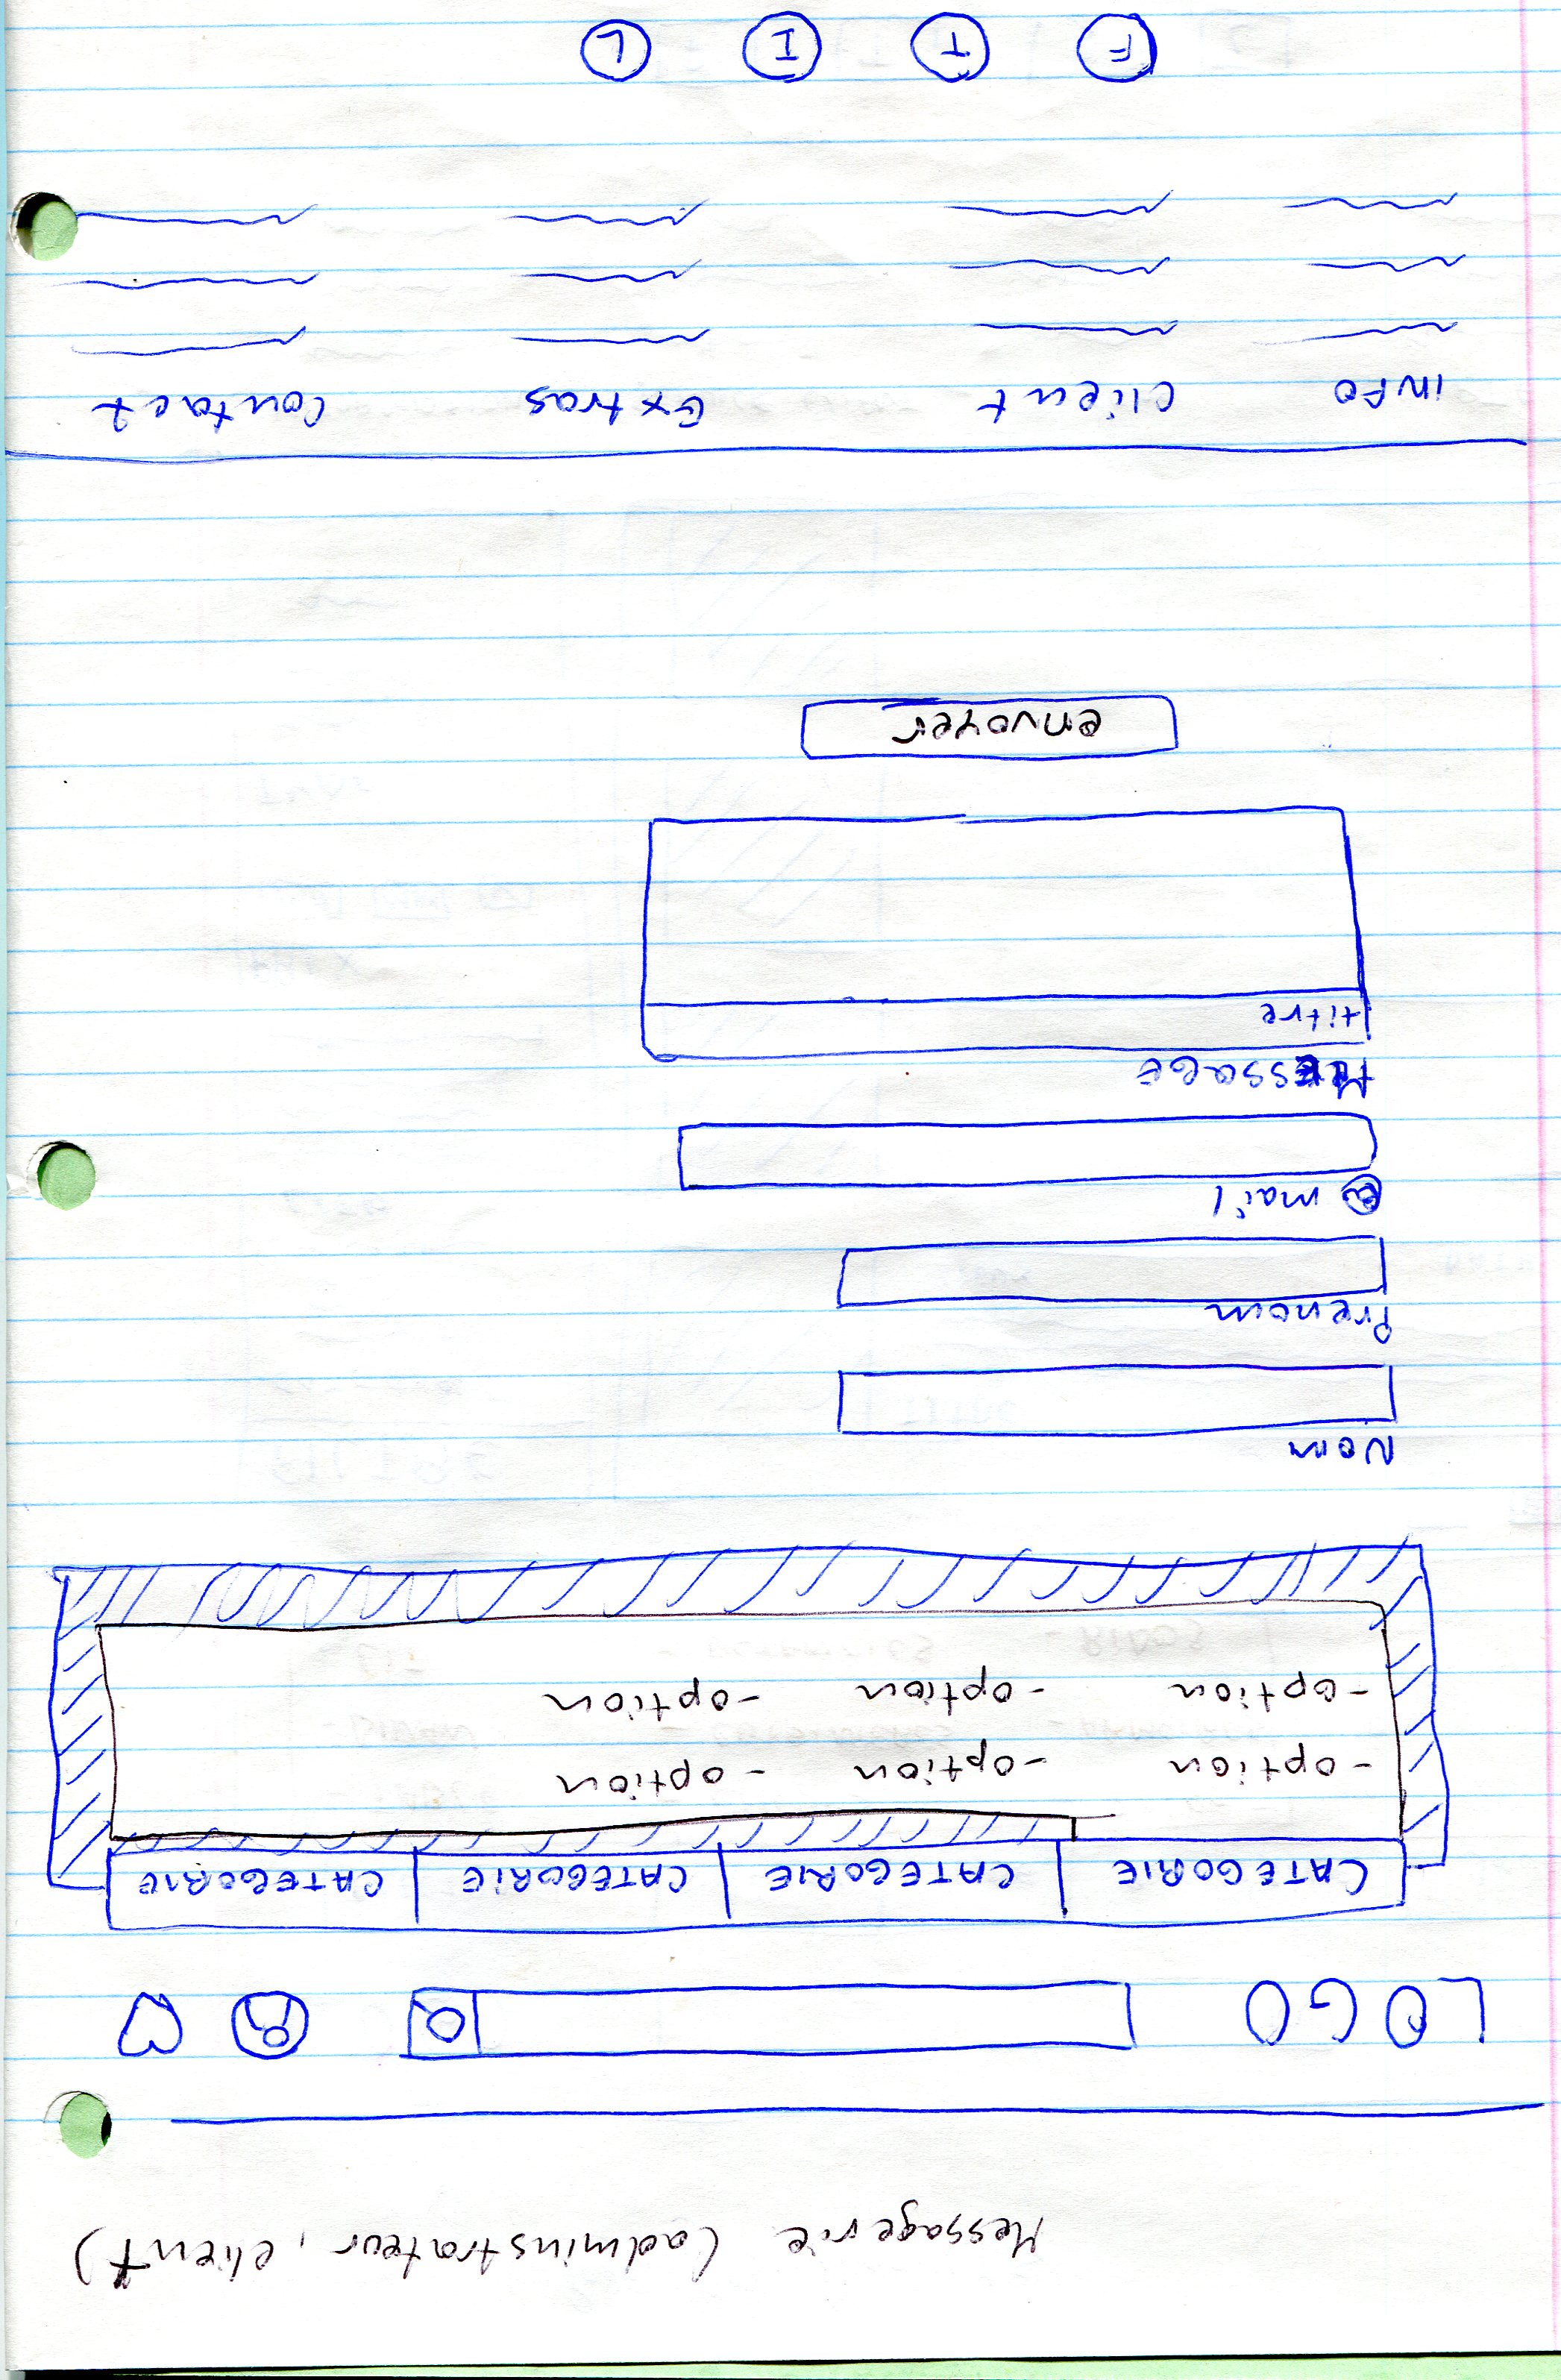 Messagerie (adminstrateur, client)
LOGO
CATEGORIE CATEGORIE CATEGORIE CATEGORIE
-option -option -option
-option -option -option
Nom
Prenom
@ mail
MESSAGE
titre
envoyer
INFO Client Extras Contact
F T I L